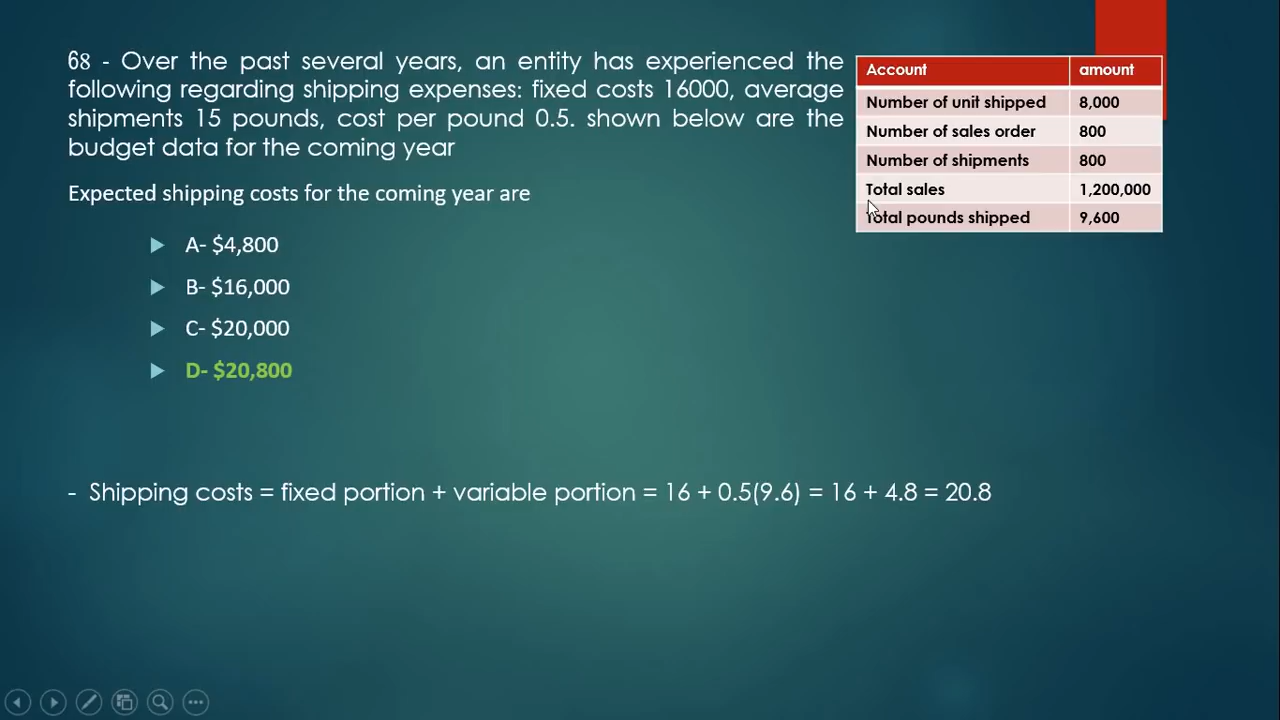 68 - Over the past several years, an entity has experienced the
following regarding shipping expenses: fixed costs 16000, average
shipments 15 pounds, cost per pound 0.5. shown below are the
budget data for the coming year
Expected shipping costs for the coming year are
A- $4,800
B- $16,000
C- $20,000
D- $20,800
- Shipping costs = fixed portion + variable portion = 16 + 0.5(9.6) = 16 + 4.8 = 20.8
Account amount
Number of unit shipped 8,000
Number of sales order 800
Number of shipments 800
Total sales 1,200,000
Total pounds shipped 9,600